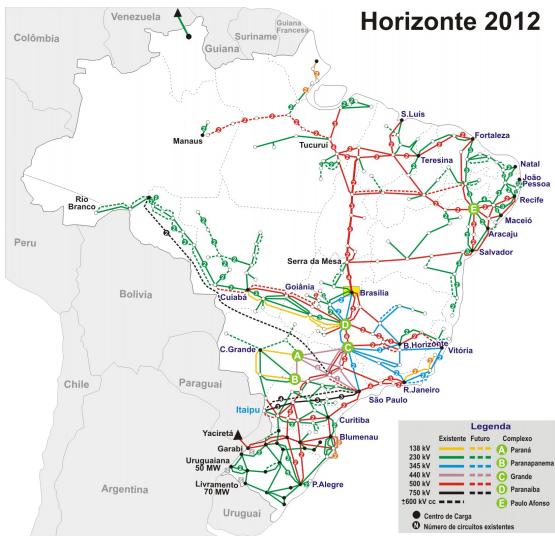 Horizonte 2012
Venezuela
Guiana
Francesa
Suriname
Guiana
Colômbia
Manaus
Tucuruí
S.Luis
Fortaleza
Teresina
Natal
João
Pessoa
Recife
Maceió
Aracaju
Salvador
E
Rio
Branco
Peru
Serra da Mesa
Bolivia
Goiânia
Brasília
Cuiabá
D
C
B.Horizonte
Vitória
C.Grande
A
B
Chile
Paraguai
R.Janeiro
São Paulo
Itaipu
Curitiba
Yaciretá
Blumenau
Garabi
Uruguaiana
50 MW
Livramento
70 MW
P.Alegre
Argentina
Uruguai
Legenda
Existente Futuro Complexo
138 kV A Paraná
230 kV B Paranapanema
345 kV
440 kV C Grande
500 kV D Paranaiba
750 kV E Paulo Afonso
±600 kV cc
Centro de Carga
N Número de circuitos existentes